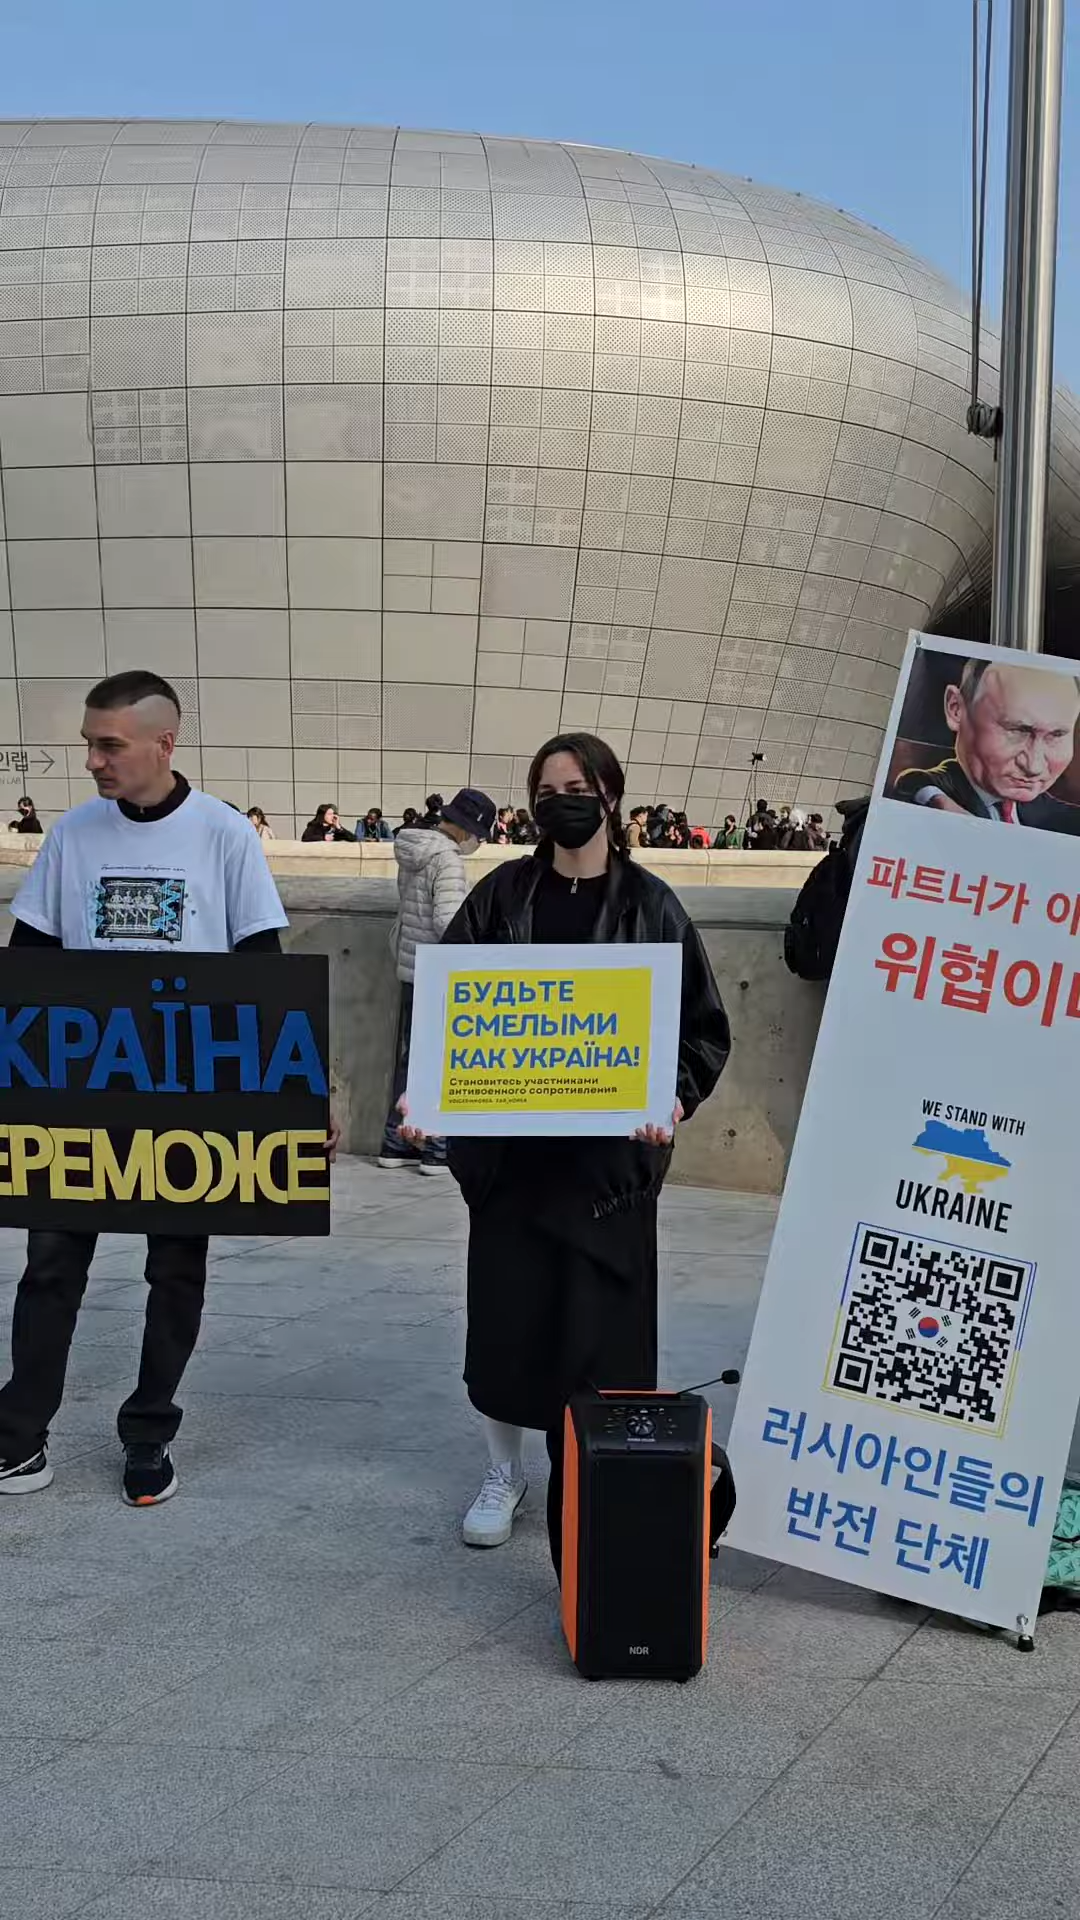 인랩
КРАЇНА
ЕРЕМОЖЕ
БУДЬТЕ
СМЕЛЫМИ
КАК УКРАЇНА!
Становитесь участниками
антивоенного сопротивления
파트너가 아
위협이
WE STAND WITH
UKRAINE
러시아인들의
반전 단체
NDR